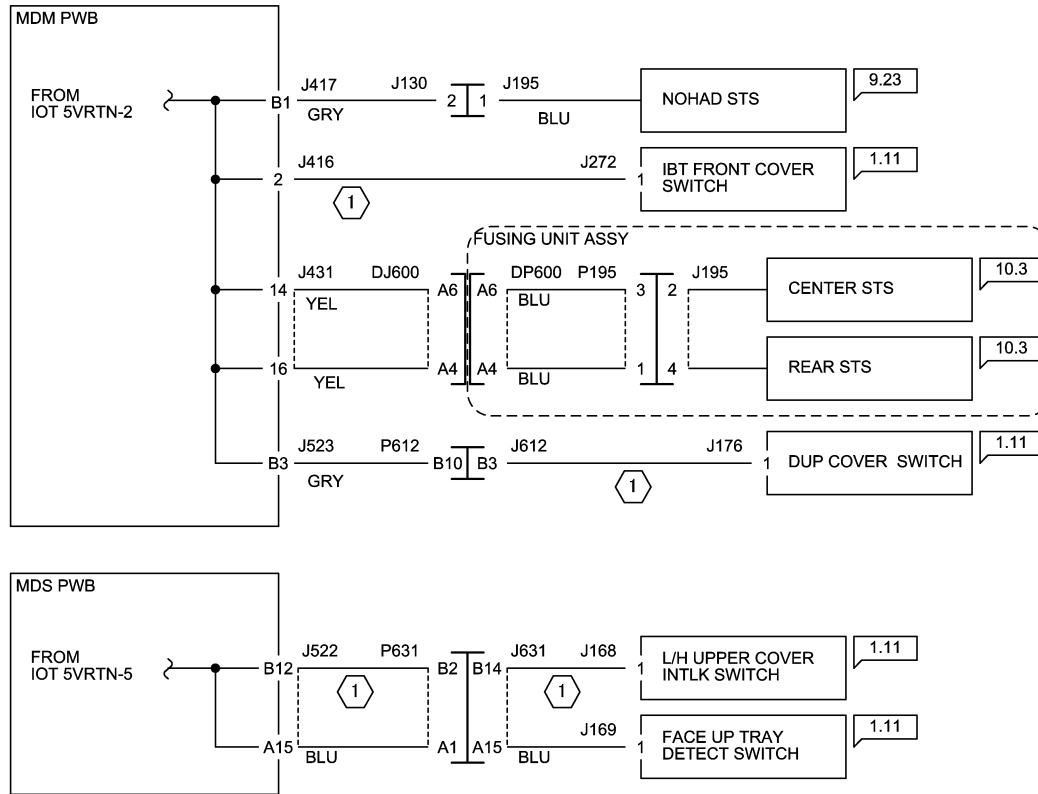 MDM PWB
FROM
IOT 5VRTN-2
B1 J417 J130 2 1 J195
GRY BLU
NOHAD STS
9.23
2 J416 J272 1
1
IBT FRONT COVER
SWITCH
1.11
FUSING UNIT ASSY
14 J431 DJ600 A6 A6 DP600 P195 3 2 J195
YEL BLU
CENTER STS
10.3
16 A4 A4 1 4
YEL BLU
REAR STS
10.3
B3 J523 P612 B10 B3 J612 J176 1
GRY 1
DUP COVER SWITCH
1.11
MDS PWB
FROM
IOT 5VRTN-5
B12 J522 P631 B2 B14 J631 J168 1
1 1
L/H UPPER COVER
INTLK SWITCH
1.11
A15 A1 A15 J169 1
BLU BLU
FACE UP TRAY
DETECT SWITCH
1.11